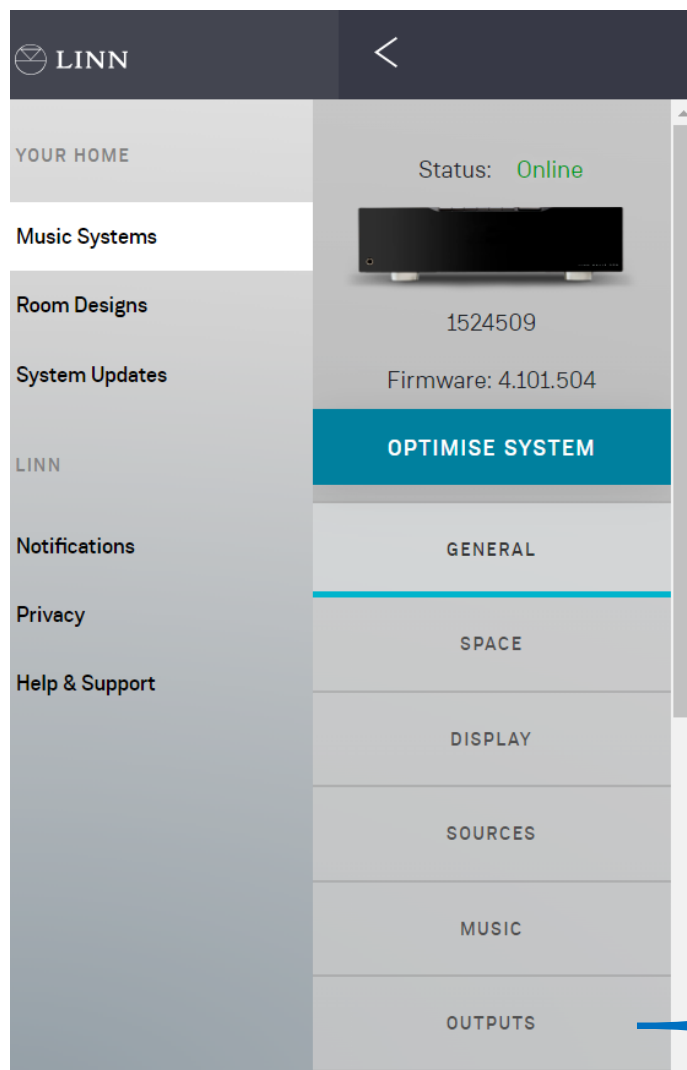 LINN
YOUR HOME
Music Systems
Room Designs
System Updates
LINN
Notifications
Privacy
Help & Support
Status: Online
1524509
Firmware: 4.101.504
OPTIMISE SYSTEM
GENERAL
SPACE
DISPLAY
SOURCES
MUSIC
OUTPUTS